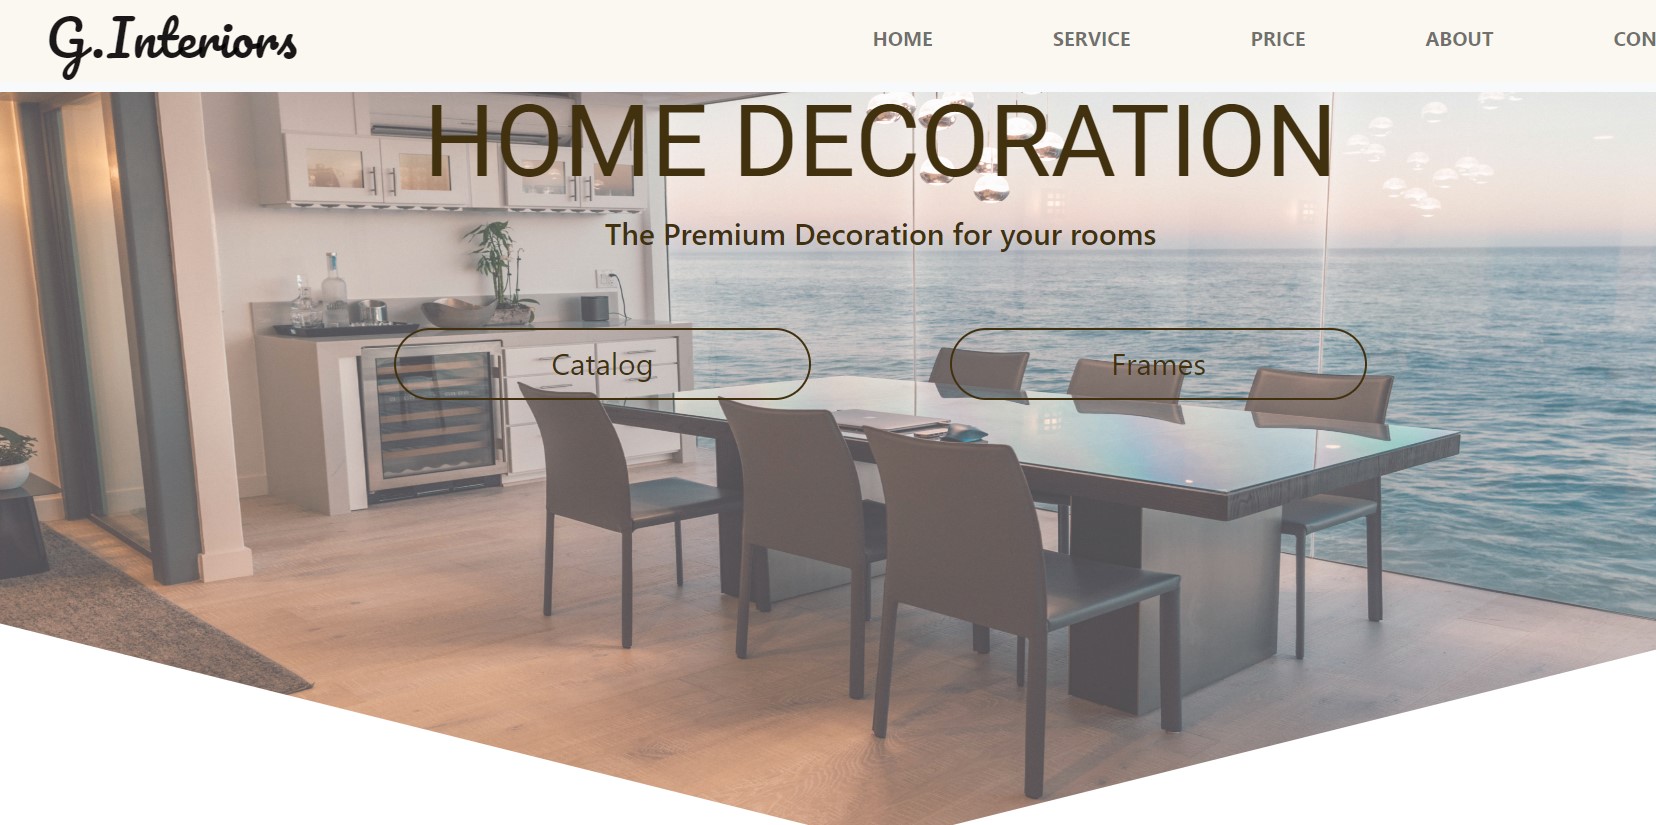 G.Interiors
HOME SERVICE PRICE ABOUT CON
HOME DECORATION
The Premium Decoration for your rooms
Catalog
Frames